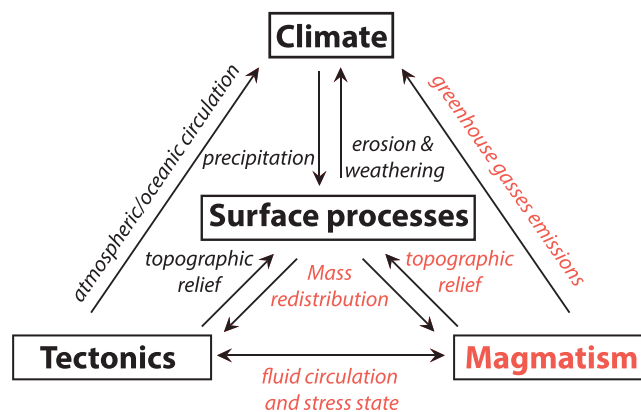 Climate
atmospheric/oceanic circulation
greenhouse gasses emissions
precipitation
erosion &
weathering
Surface processes
topographic
relief
Mass
redistribution
topographic
relief
Tectonics
Magmatism
fluid circulation
and stress state